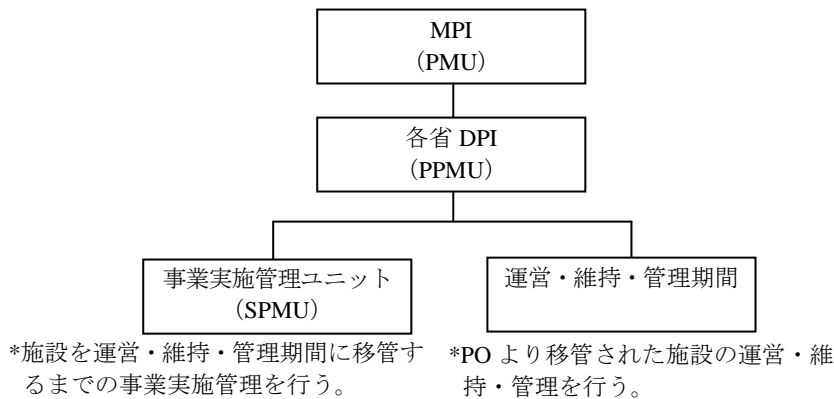 MPI
（PMU）
各省 DPI
（PPMU）
事業実施管理ユニット
（SPMU）
運営・維持・管理期間
*施設を運営・維持・管理期間に移管す
るまでの事業実施管理を行う。
*PO より移管された施設の運営・維
持・管理を行う。